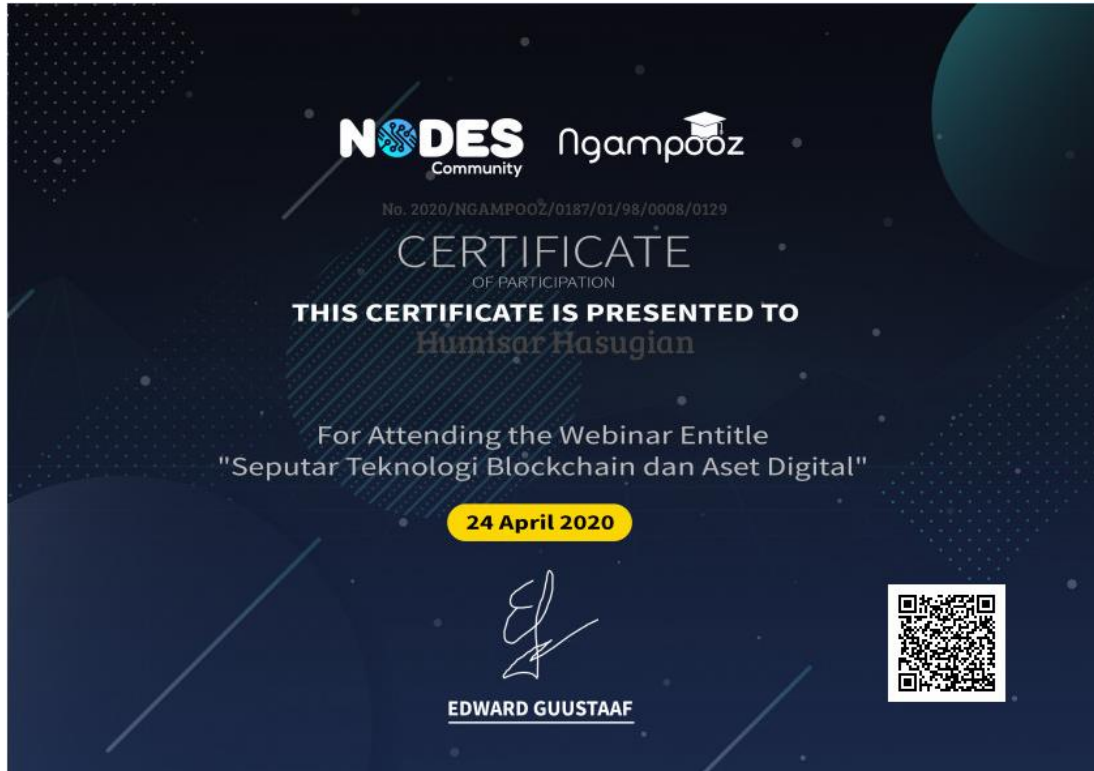 NODES
Community
Ngampooz
No. 2020/NGAMPOOZ/0187/01/98/0008/0129
CERTIFICATE
OF PARTICIPATION
THIS CERTIFICATE IS PRESENTED TO
Humisar Hasugian
For Attending the Webinar Entitle
"Seputar Teknologi Blockchain dan Aset Digital"
24 April 2020
EDWARD GUUSTAAF